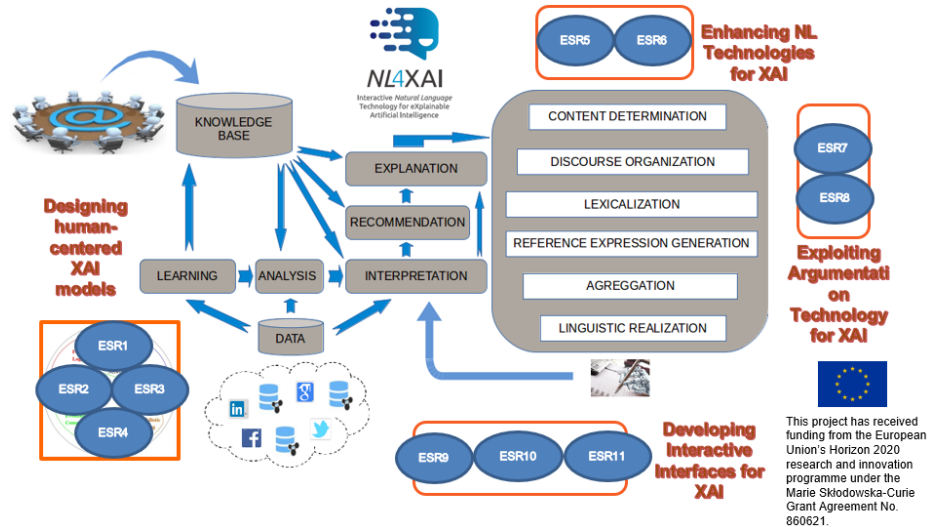 NL4XAI
Interactive Natural Language
Technology for eXplainable
Artificial Intelligence
ESR5
ESR6
Enhancing NL
Technologies
for XAI
KNOWLEDGE
BASE
EXPLANATION
RECOMMENDATION
LEARNING
ANALYSIS
INTERPRETATION
DATA
CONTENT DETERMINATION
DISCOURSE ORGANIZATION
LEXICALIZATION
REFERENCE EXPRESSION GENERATION
AGREGGATION
LINGUISTIC REALIZATION
ESR7
ESR8
Designing
human-
centered
XAI
models
Exploiting
Argumentati
on
Technology
for XAI
ESR1
ESR2
ESR3
ESR4
ESR9
ESR10
ESR11
Developing
Interactive
Interfaces for
XAI
This project has received
funding from the European
Union's Horizon 2020
research and innovation
programme under the
Marie Skłodowska-Curie
Grant Agreement No.
860621.